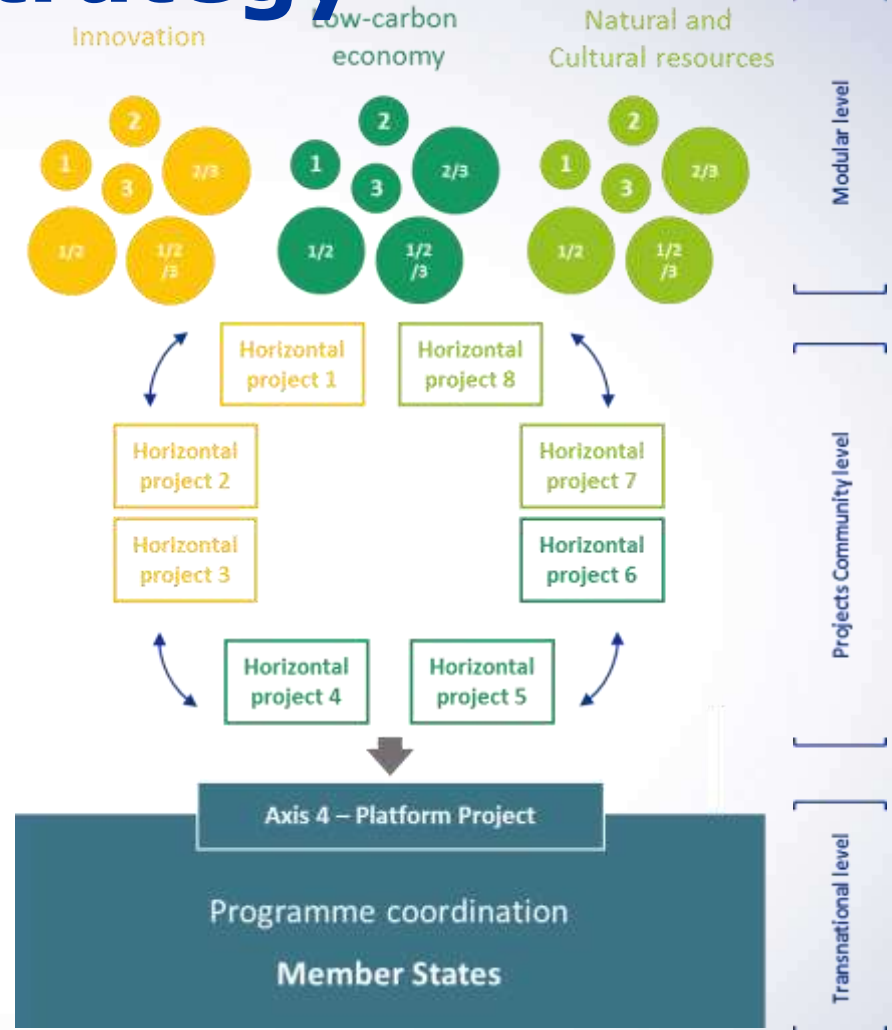 Innovation
Low-carbon
economy
Natural and
Cultural resources
1
2
3
2/3
1/2
1/2
/3
1
2
3
2/3
1/2
1/2
/3
1
2
3
2/3
1/2
1/2
/3
Modular level
Horizontal
project 1
Horizontal
project 8
Horizontal
project 2
Horizontal
project 7
Horizontal
project 3
Horizontal
project 6
Horizontal
project 4
Horizontal
project 5
Projects Community level
Axis 4 – Platform Project
Programme coordination
Member States
Transnational level